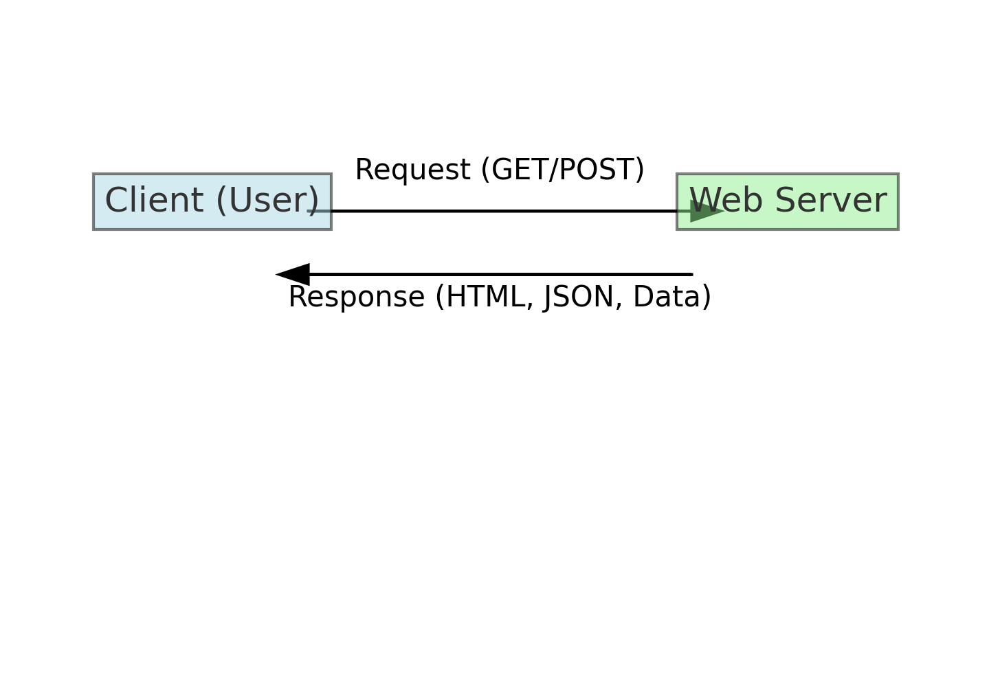 Request (GET/POST)
Client (User)
Web Server
Response (HTML, JSON, Data)